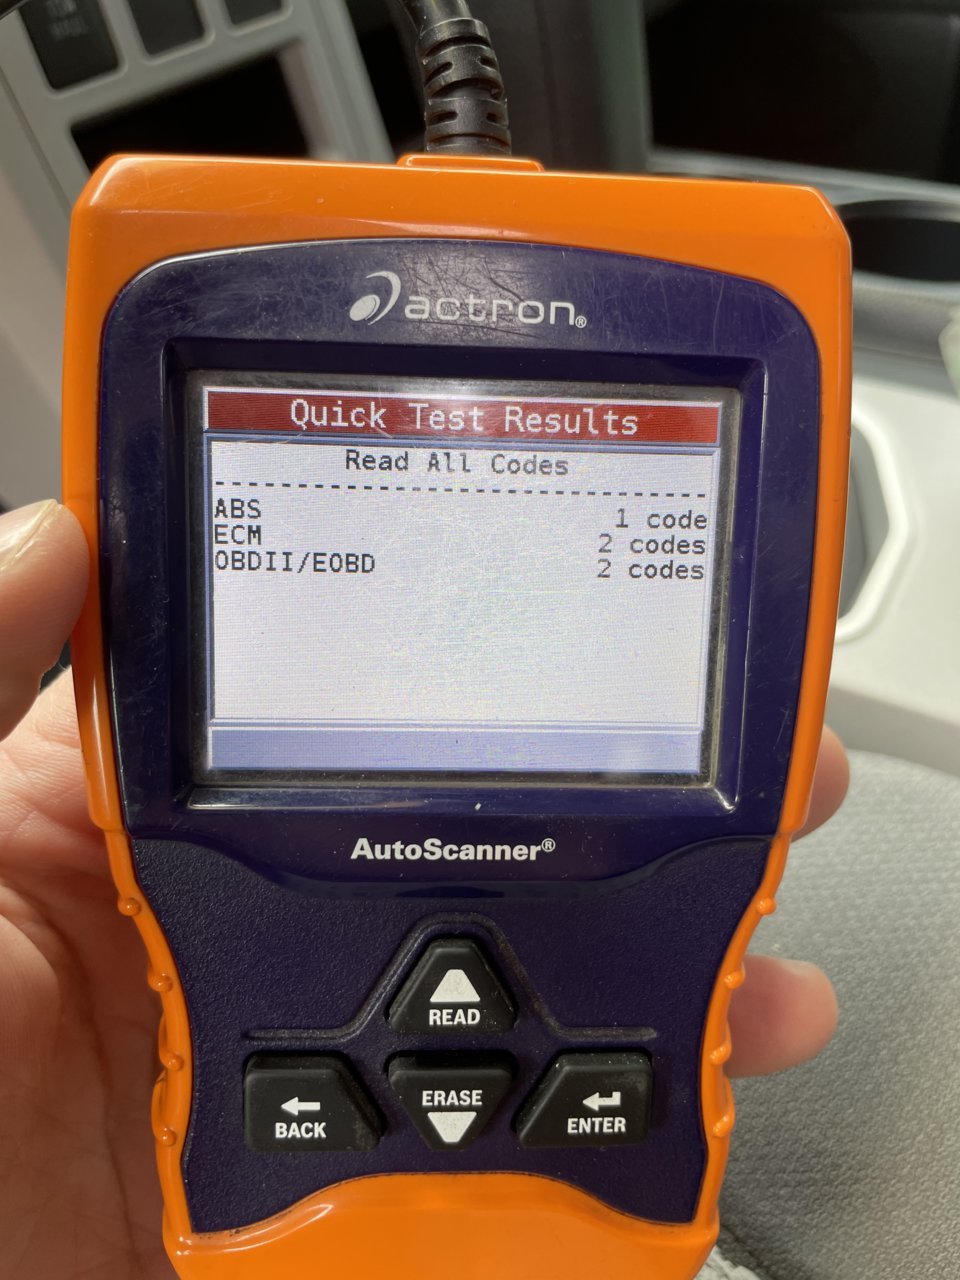 actron®
Quick Test Results
Read All Codes
--------------------------------
ABS 1 code
ECM 2 codes
OBDII/EOBD 2 codes
AutoScanner®
READ
BACK
ERASE
ENTER